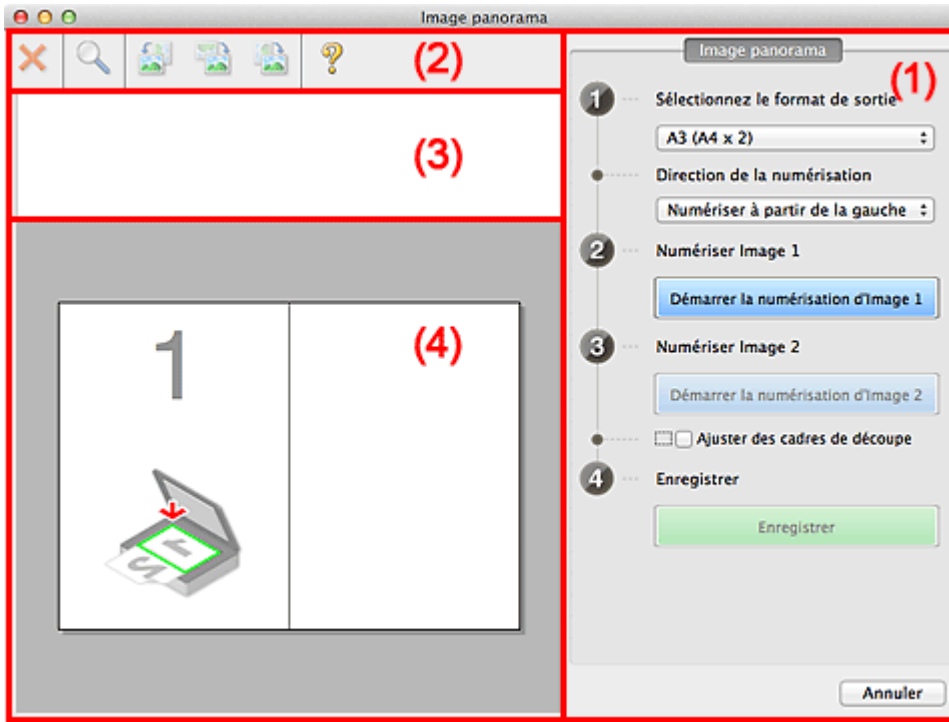 Image panorama
(2)
(3)
1
(4)
Image panorama
(1)
1 Sélectionnez le format de sortie
A3 (A4 x 2)
Direction de la numérisation
Numériser à partir de la gauche
2 Numériser Image 1
Démarrer la numérisation d'Image 1
3 Numériser Image 2
Démarrer la numérisation d'Image 2
Ajuster des cadres de découpe
4 Enregistrer
Enregistrer
Annuler